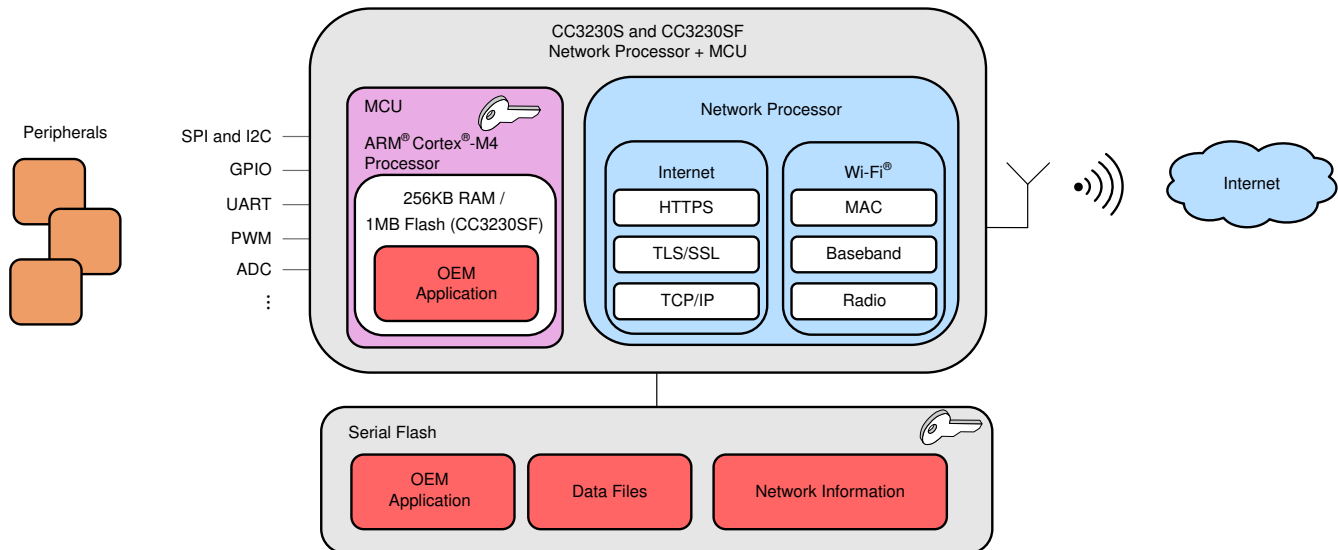 CC3230S and CC3230SF
Network Processor + MCU
Peripherals
SPI and I2C
GPIO
UART
PWM
ADC
⋮
MCU
ARM® Cortex®-M4
Processor
256KB RAM /
1MB Flash (CC3230SF)
OEM
Application
Network Processor
Internet
HTTPS
TLS/SSL
TCP/IP
Wi-Fi®
MAC
Baseband
Radio
Internet
Serial Flash
OEM
Application
Data Files
Network Information